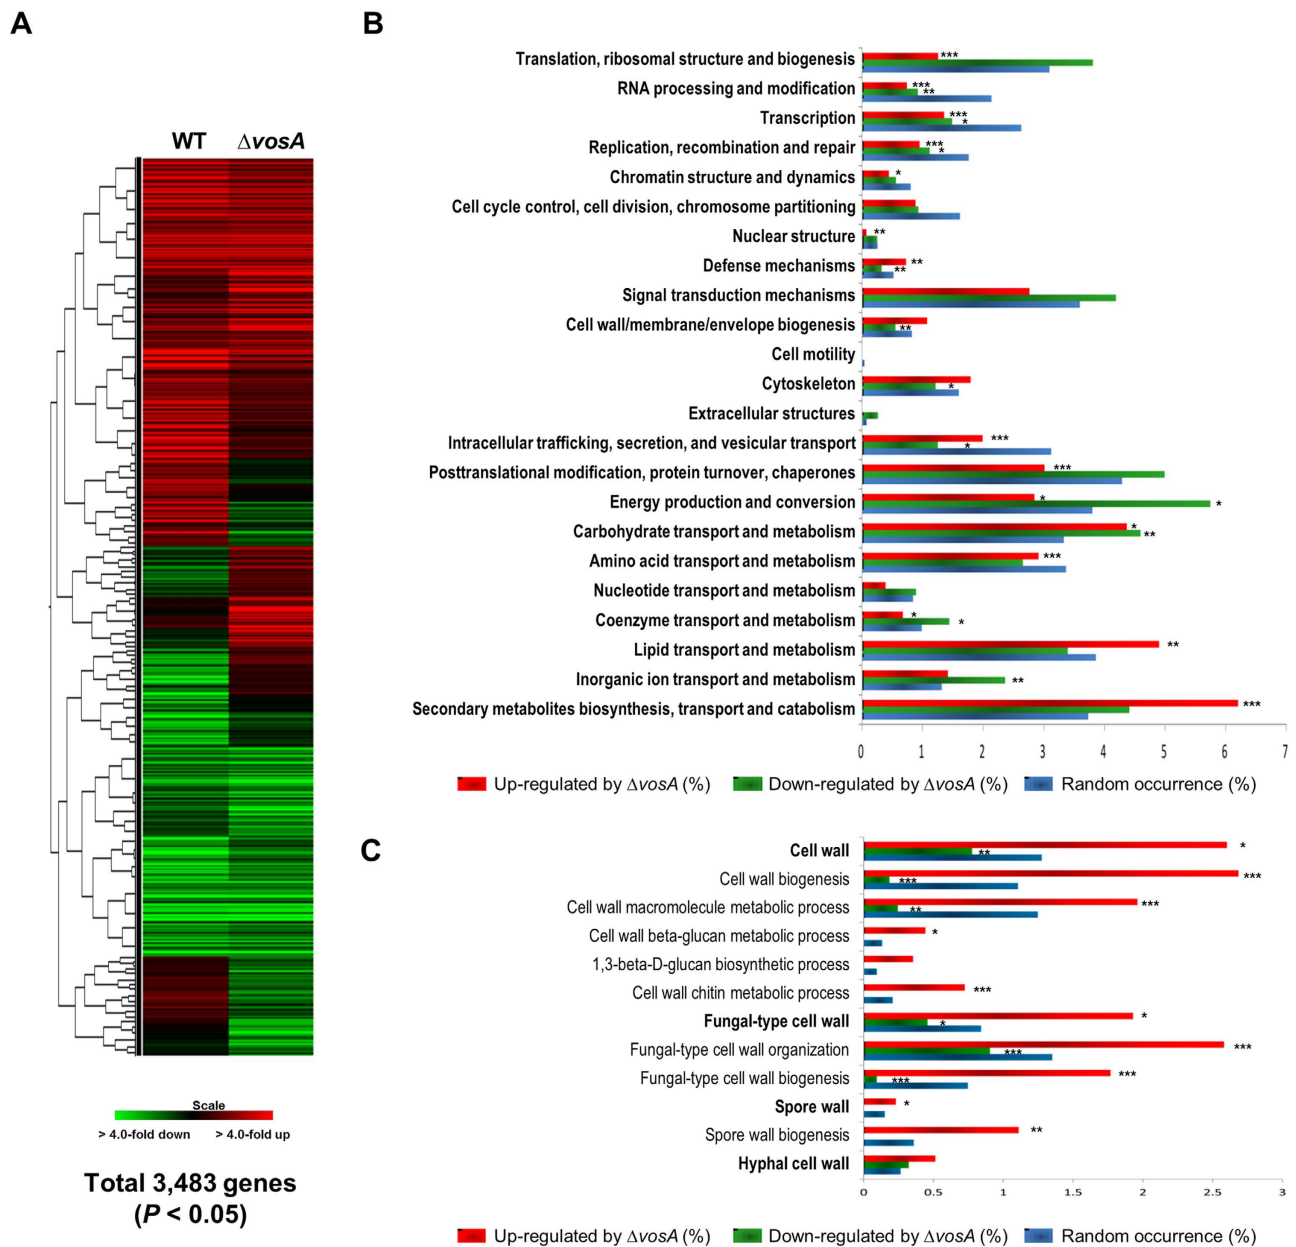 A
WT
ΔvosA
Scale
> 4.0-fold down
> 4.0-fold up
Total 3,483 genes
(P < 0.05)
B
Translation, ribosomal structure and biogenesis
***
RNA processing and modification
***
**
Transcription
***
*
Replication, recombination and repair
***
*
Chromatin structure and dynamics
*
Cell cycle control, cell division, chromosome partitioning
Nuclear structure
**
Defense mechanisms
**
**
Signal transduction mechanisms
Cell wall/membrane/envelope biogenesis
**
Cell motility
Cytoskeleton
*
Extracellular structures
Intracellular trafficking, secretion, and vesicular transport
***
*
Posttranslational modification, protein turnover, chaperones
***
Energy production and conversion
*
*
Carbohydrate transport and metabolism
*
**
Amino acid transport and metabolism
***
Nucleotide transport and metabolism
Coenzyme transport and metabolism
*
*
Lipid transport and metabolism
**
Inorganic ion transport and metabolism
**
Secondary metabolites biosynthesis, transport and catabolism
***
0 1 2 3 4 5 6 7
Up-regulated by ΔvosA (%)
Down-regulated by ΔvosA (%)
Random occurrence (%)
C
Cell wall
*
**
Cell wall biogenesis
***
***
Cell wall macromolecule metabolic process
***
**
Cell wall beta-glucan metabolic process
*
1,3-beta-D-glucan biosynthetic process
Cell wall chitin metabolic process
***
Fungal-type cell wall
*
*
Fungal-type cell wall organization
***
***
Fungal-type cell wall biogenesis
***
***
Spore wall
*
Spore wall biogenesis
**
Hyphal cell wall
0 0.5 1 1.5 2 2.5 3
Up-regulated by ΔvosA (%)
Down-regulated by ΔvosA (%)
Random occurrence (%)